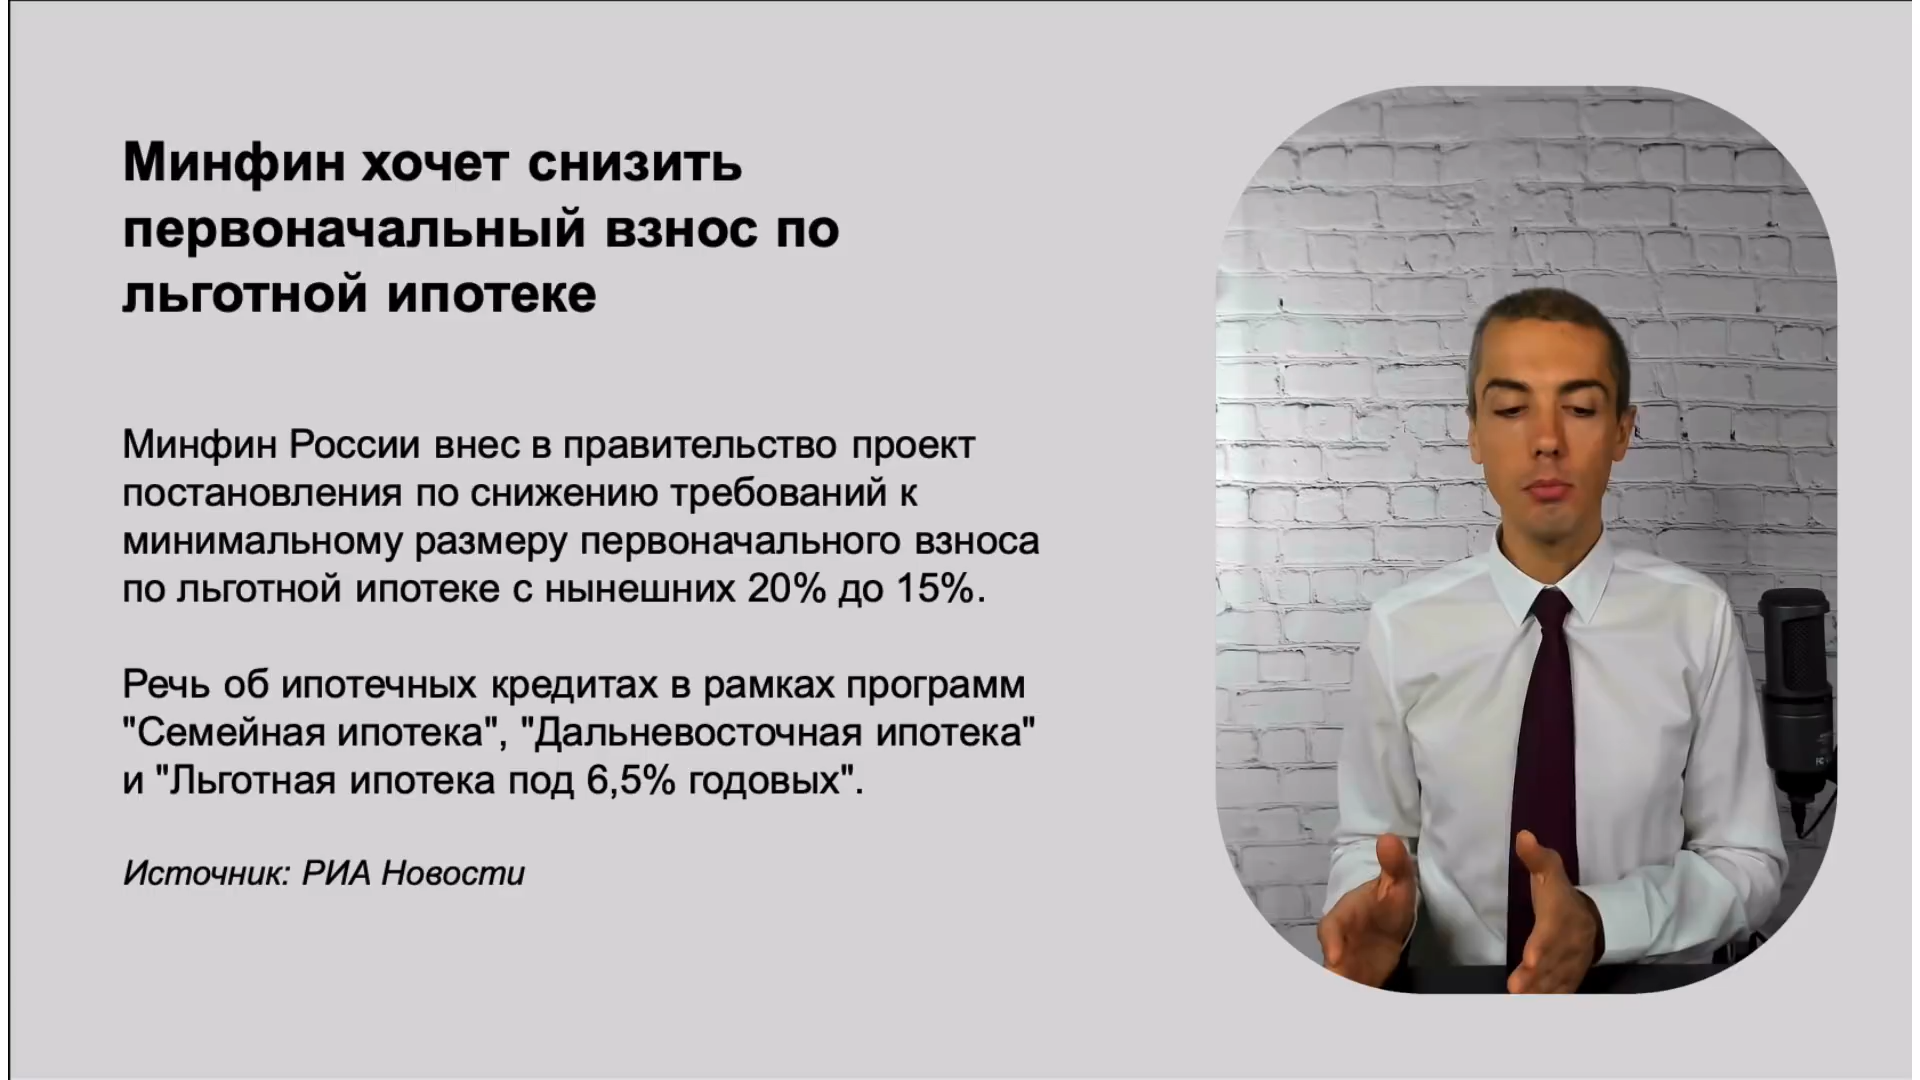 Минфин хочет снизить
первоначальный взнос по
льготной ипотеке
Минфин России внес в правительство проект
постановления по снижению требований к
минимальному размеру первоначального взноса
по льготной ипотеке с нынешних 20% до 15%.
Речь об ипотечных кредитах в рамках программ
"Семейная ипотека", "Дальневосточная ипотека"
и "Льготная ипотека под 6,5% годовых".
Источник: РИА Новости